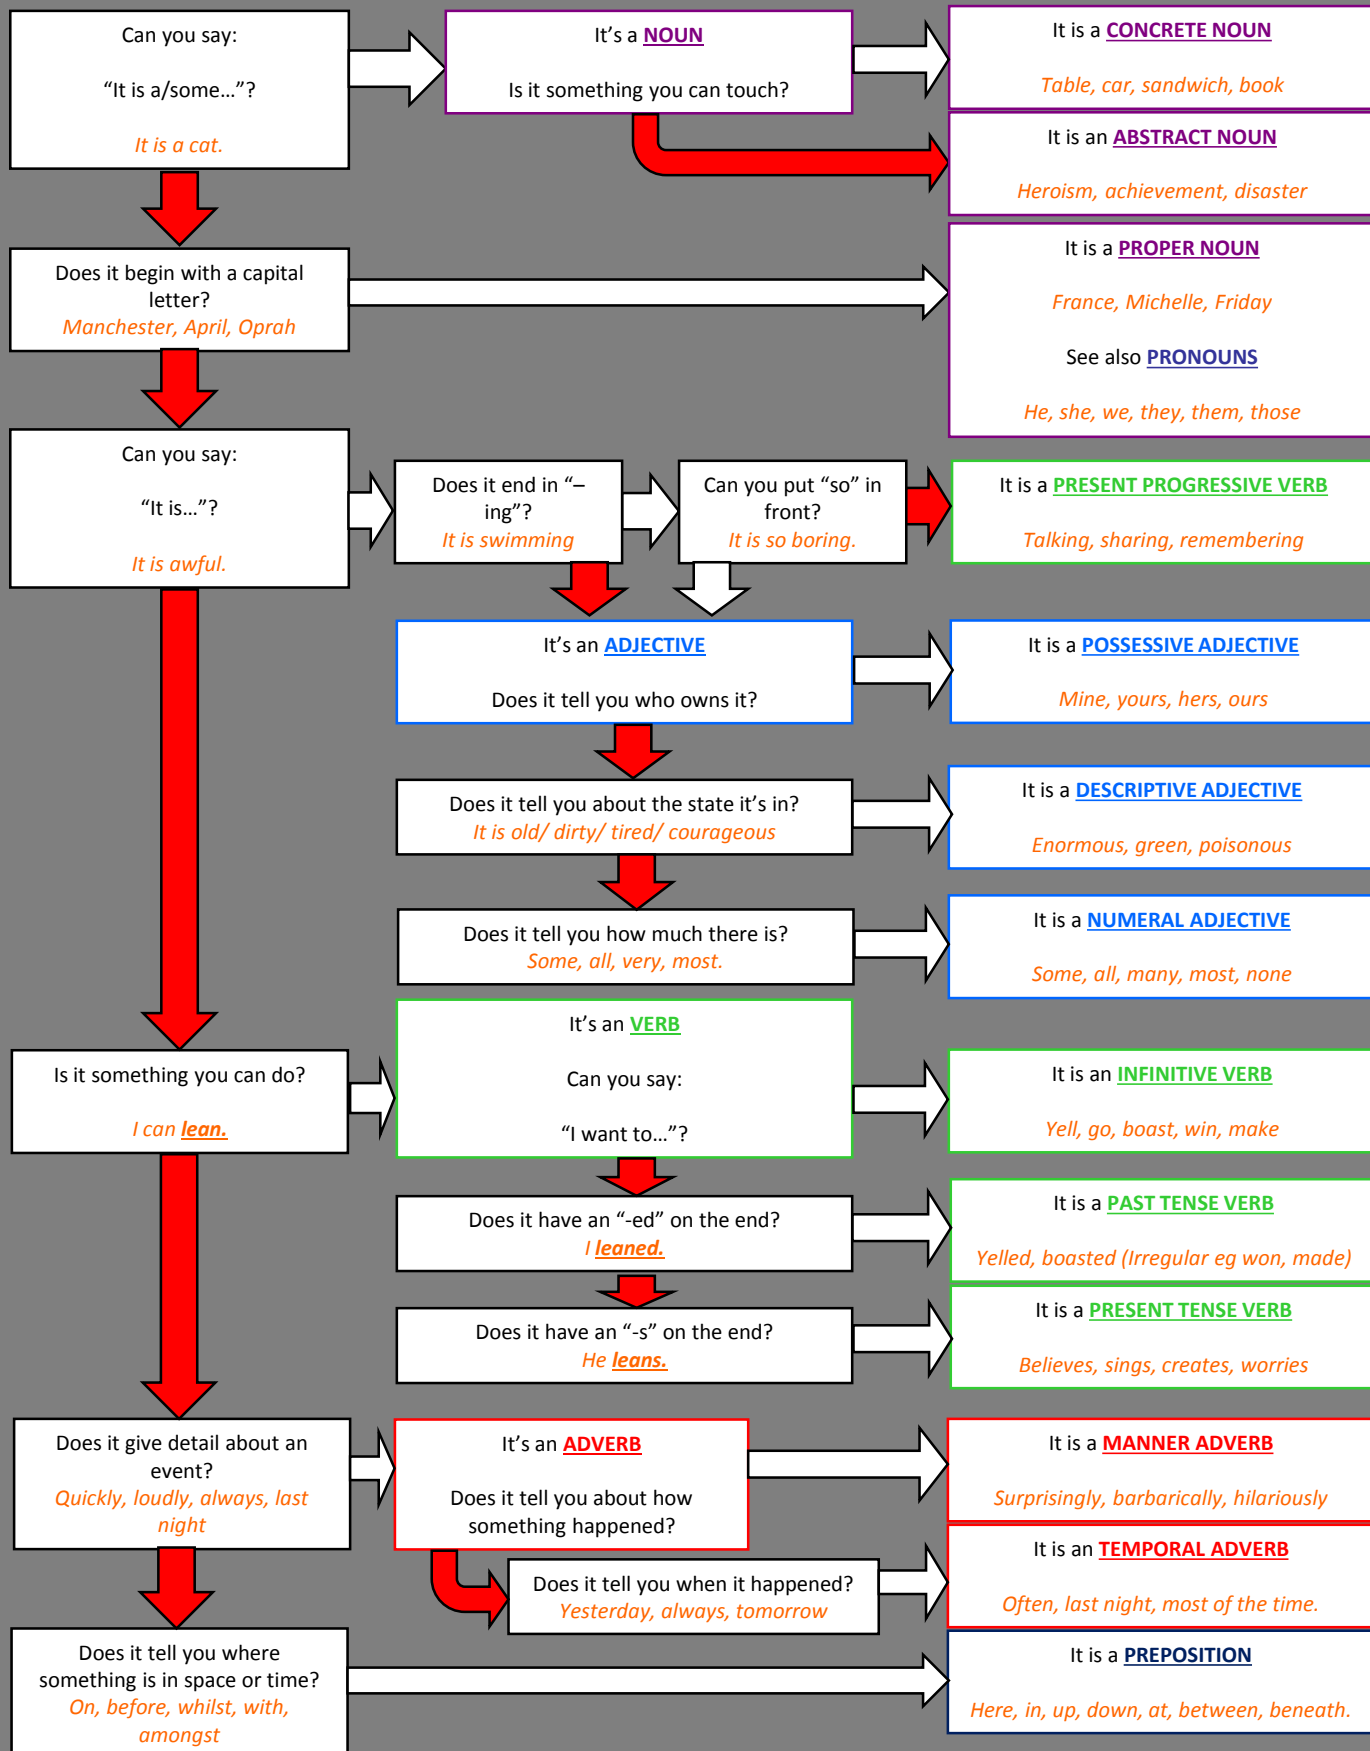 Can you say:
“It is a/some…”?
It is a cat.
It’s a NOUN
Is it something you can touch?
It is a CONCRETE NOUN
Table, car, sandwich, book
It is an ABSTRACT NOUN
Heroism, achievement, disaster
Does it begin with a capital
letter?
Manchester, April, Oprah
It is a PROPER NOUN
France, Michelle, Friday
See also PRONOUNS
He, she, we, they, them, those
Can you say:
“It is…”?
It is awful.
Does it end in “–
ing”?
It is swimming
Can you put “so” in
front?
It is so boring.
It is a PRESENT PROGRESSIVE VERB
Talking, sharing, remembering
It’s an ADJECTIVE
Does it tell you who owns it?
It is a POSSESSIVE ADJECTIVE
Mine, yours, hers, ours
Does it tell you about the state it’s in?
It is old/ dirty/ tired/ courageous
It is a DESCRIPTIVE ADJECTIVE
Enormous, green, poisonous
Does it tell you how much there is?
Some, all, very, most.
It is a NUMERAL ADJECTIVE
Some, all, many, most, none
Is it something you can do?
I can lean.
It’s an VERB
Can you say:
“I want to…”?
It is an INFINITIVE VERB
Yell, go, boast, win, make
Does it have an “-ed” on the end?
I leaned.
It is a PAST TENSE VERB
Yelled, boasted (Irregular eg won, made)
Does it have an “-s” on the end?
He leans.
It is a PRESENT TENSE VERB
Believes, sings, creates, worries
Does it give detail about an
event?
Quickly, loudly, always, last
night
It’s an ADVERB
Does it tell you about how
something happened?
It is a MANNER ADVERB
Surprisingly, barbarically, hilariously
Does it tell you when it happened?
Yesterday, always, tomorrow
It is an TEMPORAL ADVERB
Often, last night, most of the time.
Does it tell you where
something is in space or time?
On, before, whilst, with,
amongst
It is a PREPOSITION
Here, in, up, down, at, between, beneath.